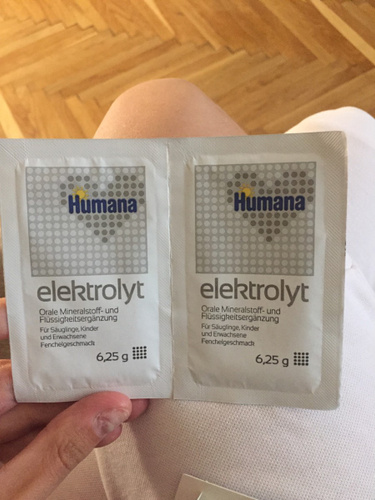 Humana
elektrolyt
Orale Mineralstoff- und
Flüssigkeitsergänzung
Für Säuglinge, Kinder
und Erwachsene
Fenchelgeschmack
6,25 g
Humana
elektrolyt
Orale Mineralstoff- und
Flüssigkeitsergänzung
Für Säuglinge, Kinder
und Erwachsene
Fenchelgeschmack
6,25 g